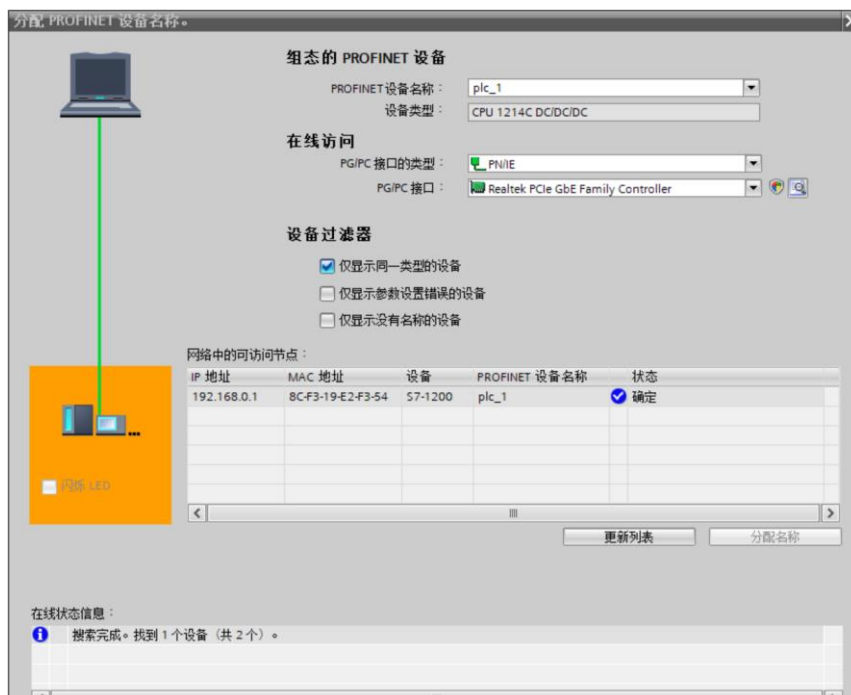 分配 PROFINET 设备名称。
组态的 PROFINET 设备
PROFINET设备名称： plc_1
设备类型： CPU 1214C DC/DC/DC
在线访问
PG/PC 接口的类型： PN/IE
PG/PC 接口： Realtek PCIe GbE Family Controller
设备过滤器
仅显示同一类型的设备
仅显示参数设置错误的设备
仅显示没有名称的设备
网络中的可访问节点：
IP 地址 MAC 地址 设备 PROFINET 设备名称 状态
192.168.0.1 8C-F3-19-E2-F3-54 S7-1200 plc_1 确定
闪烁 LED
更新列表 分配名称
在线状态信息：
搜索完成。找到 1 个设备（共 2 个）。